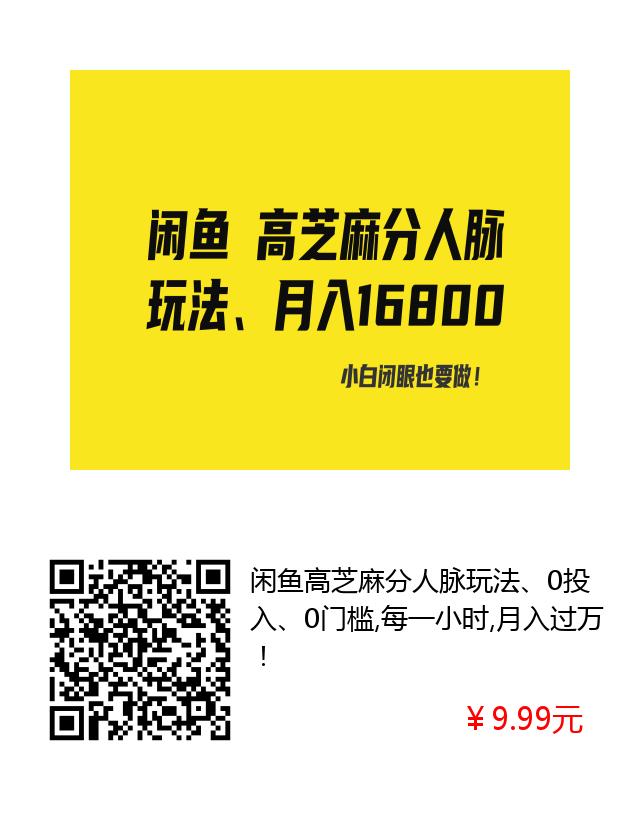 闲鱼 高芝麻分人脉
玩法、月入16800
小白闭眼也要做！
闲鱼高芝麻分人脉玩法、0投
入、0门槛,每一小时,月入过万
！
¥9.99元